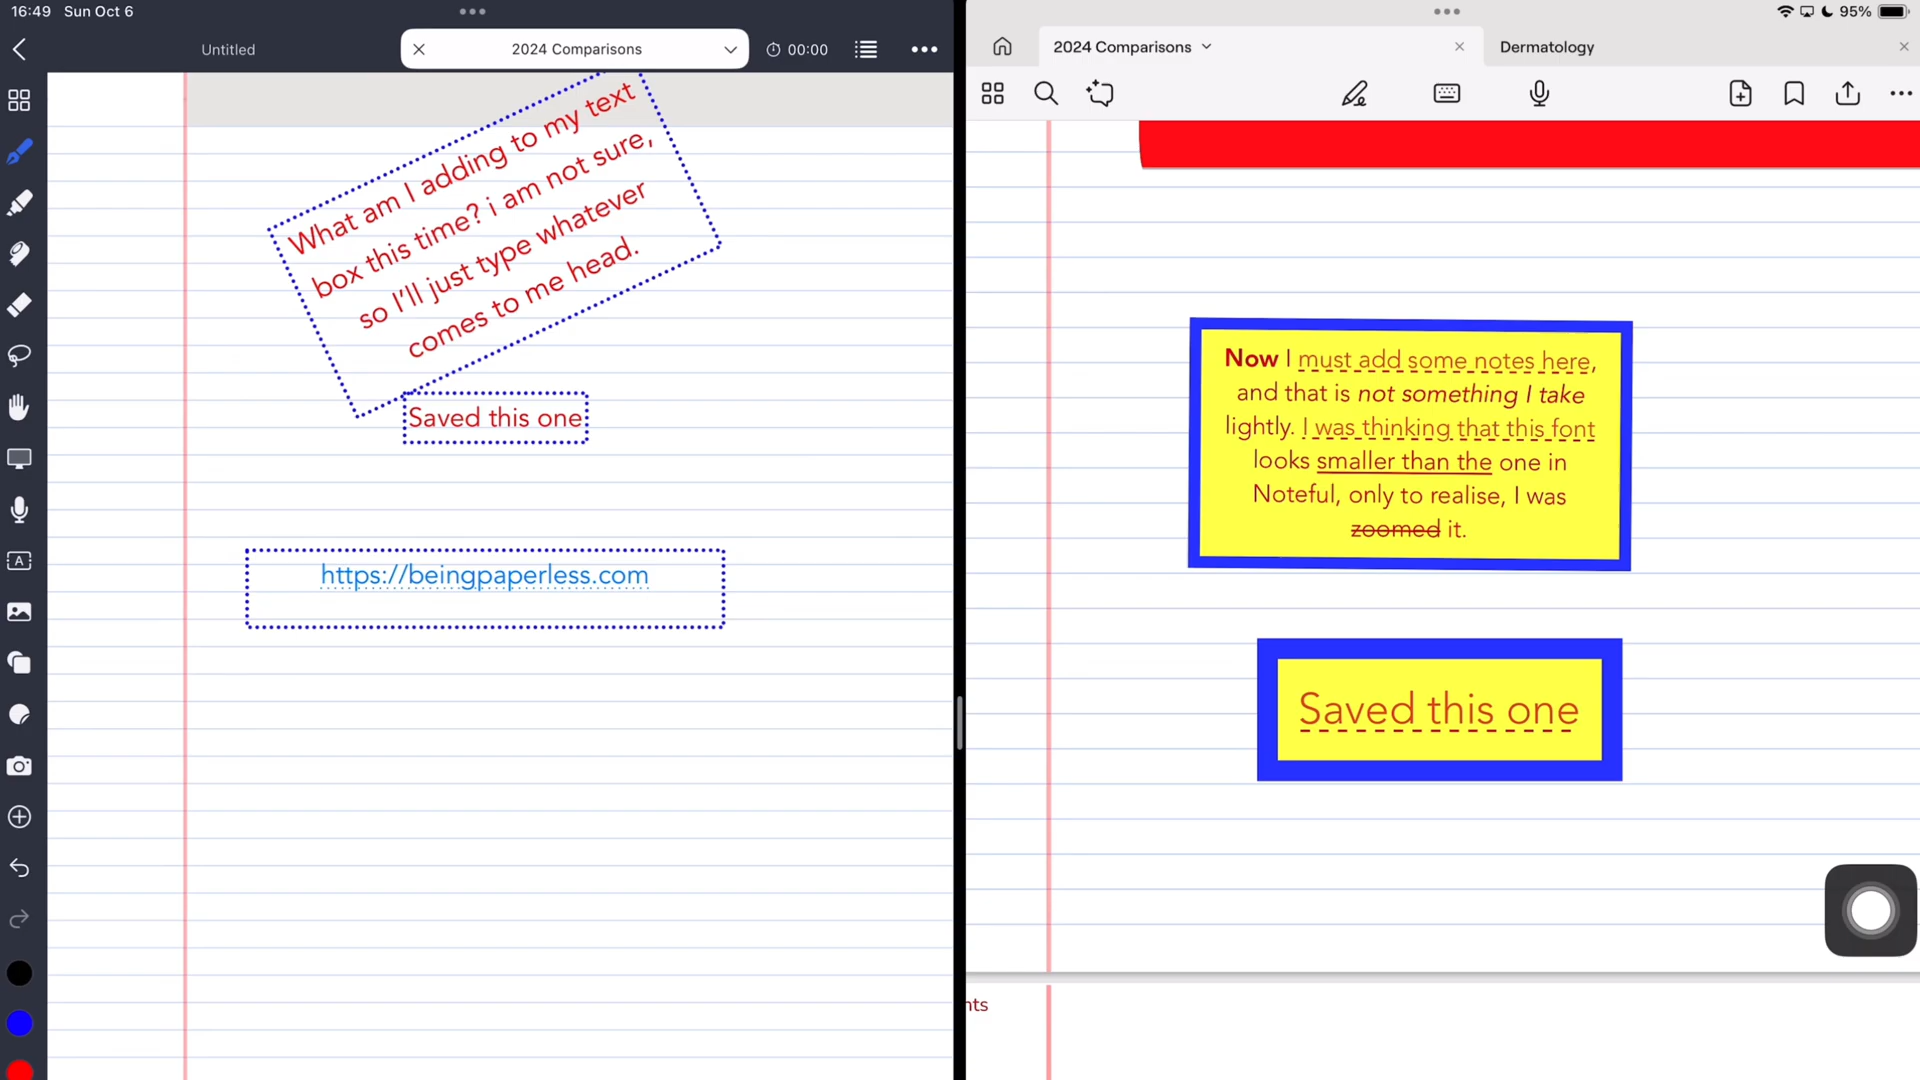 16:49 Sun Oct 6
95%
Untitled
2024 Comparisons
00:00
2024 Comparisons
Dermatology
What am I adding to my text
box this time? i am not sure,
so I'll just type whatever
comes to me head.
Saved this one
https://beingpaperless.com
A
Now I must add some notes here,
and that is not something I take
lightly. I was thinking that this font
looks smaller than the one in
Noteful, only to realise, I was
zoomed it.
Saved this one
nts